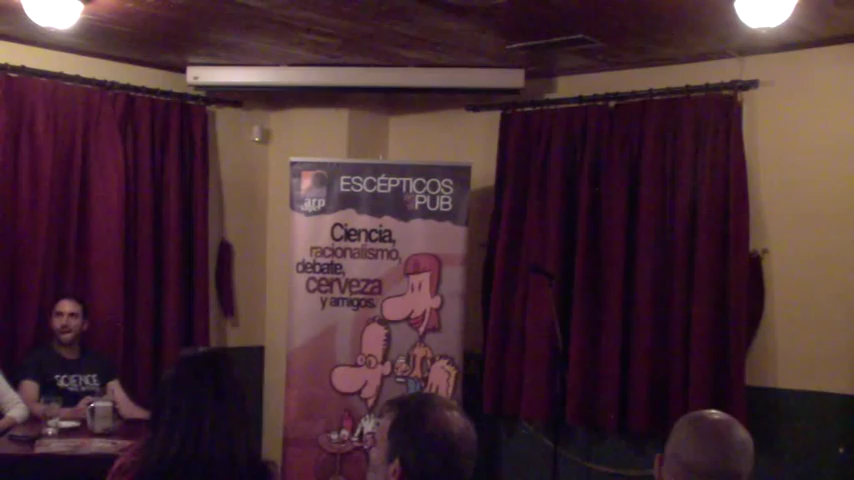 ESCÉPTICOS
PUB
arp
Ciencia,
racionalismo,
debate,
cerveza
y amigos.
SCIENCE